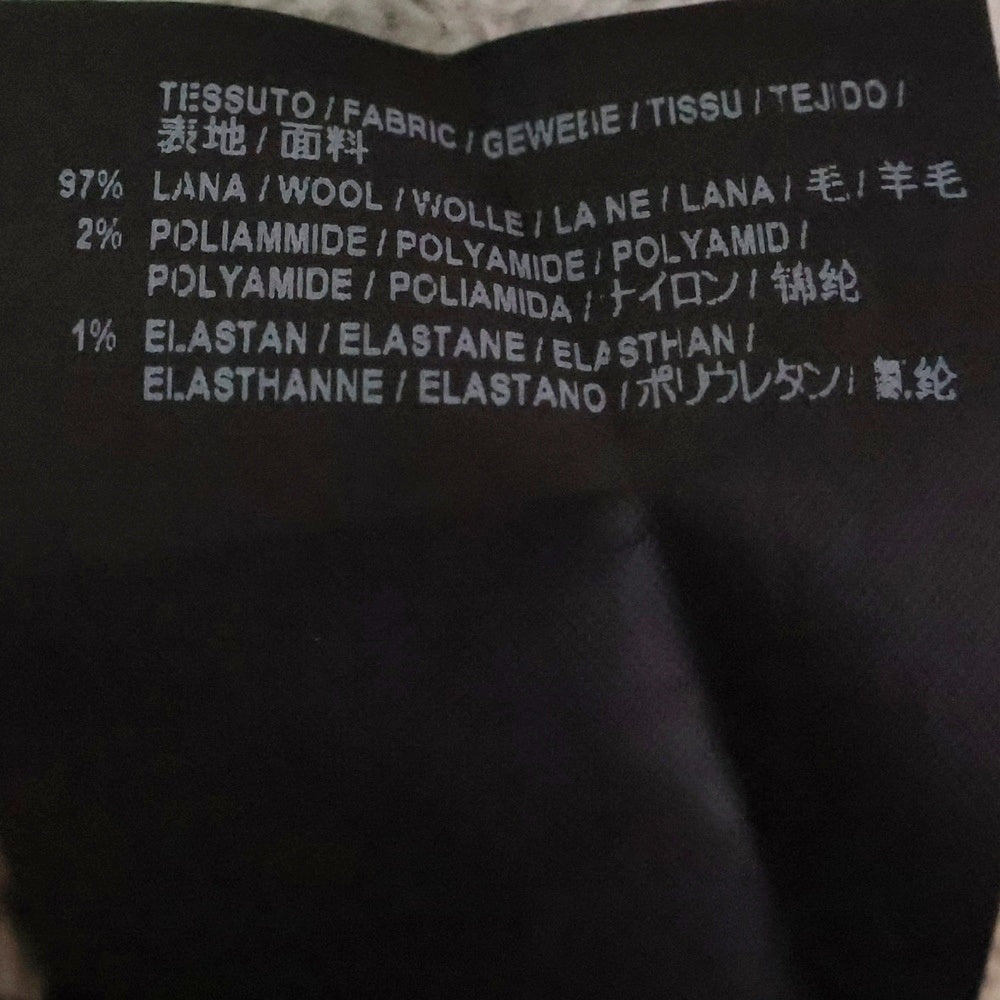 TESSUTO / FABRIC / GEWEBE / TISSU / TEJIDO /
表地 / 面料
97% LANA / WOOL / WOLLE / LAINE / LANA / 毛 / 羊毛
2% POLIAMMIDE / POLYAMIDE / POLYAMID /
POLYAMIDE / POLIAMIDA / ナイロン / 锦纶
1% ELASTAN / ELASTANE / ELASTHAN /
ELASTHANNE / ELASTANO / ポリウレタン / 氨纶